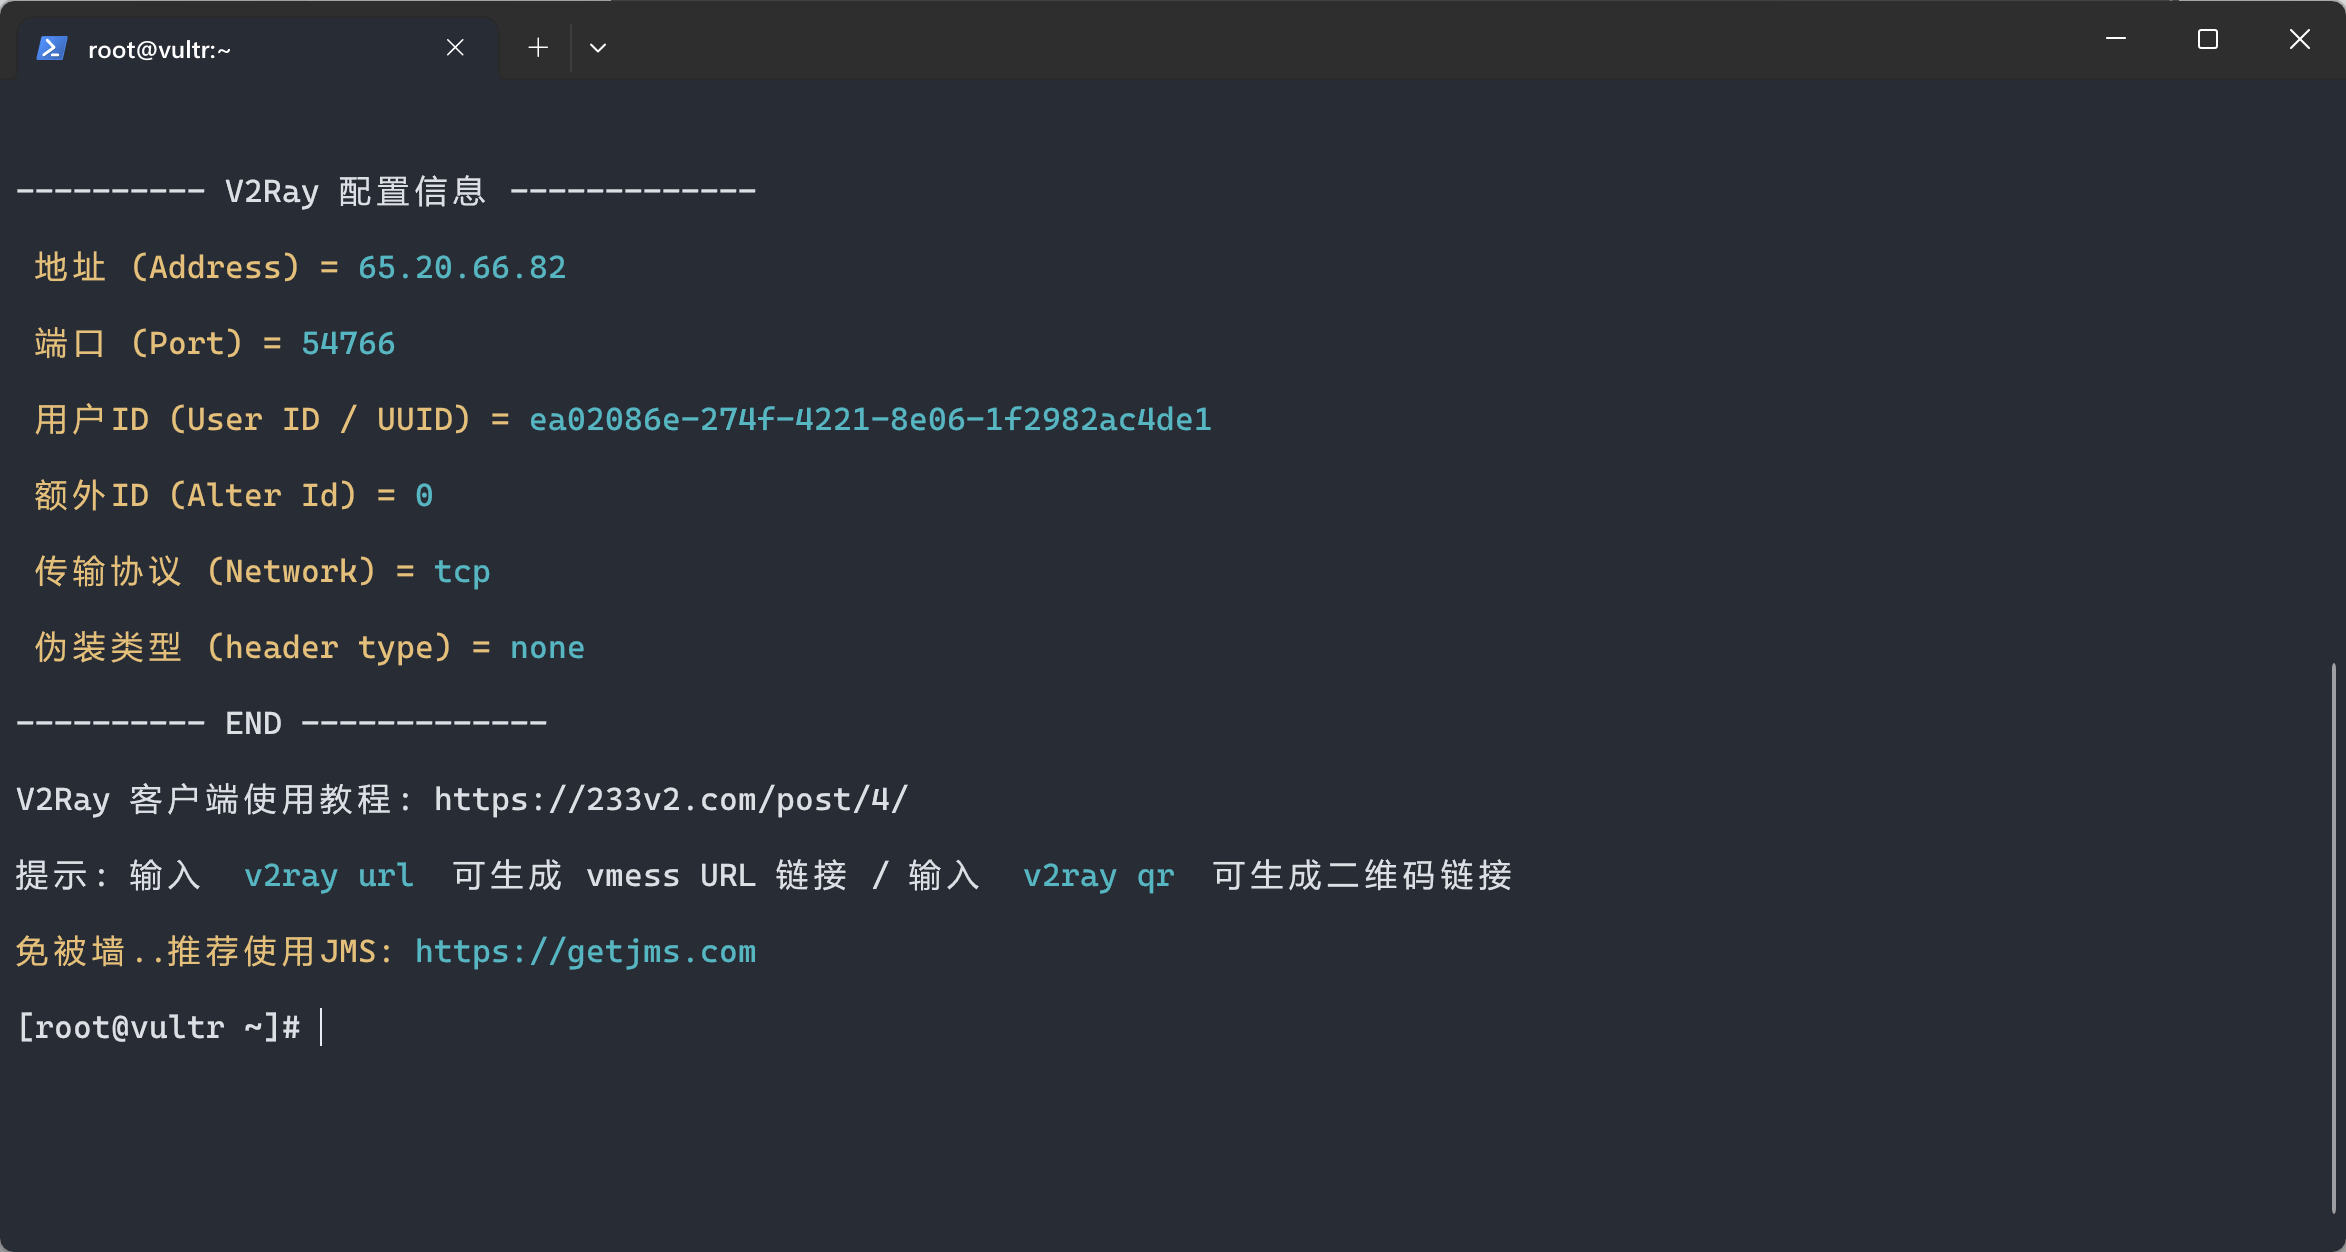 root@vultr:~
---------- V2Ray 配置信息 -------------
地址 (Address) = 65.20.66.82
端口 (Port) = 54766
用户ID (User ID / UUID) = ea02086e-274f-4221-8e06-1f2982ac4de1
额外ID (Alter Id) = 0
传输协议 (Network) = tcp
伪装类型 (header type) = none
---------- END -------------
V2Ray 客户端使用教程: https://233v2.com/post/4/
提示: 输入  v2ray url  可生成 vmess URL 链接 / 输入  v2ray qr  可生成二维码链接
免被墙..推荐使用JMS: https://getjms.com
[root@vultr ~]#